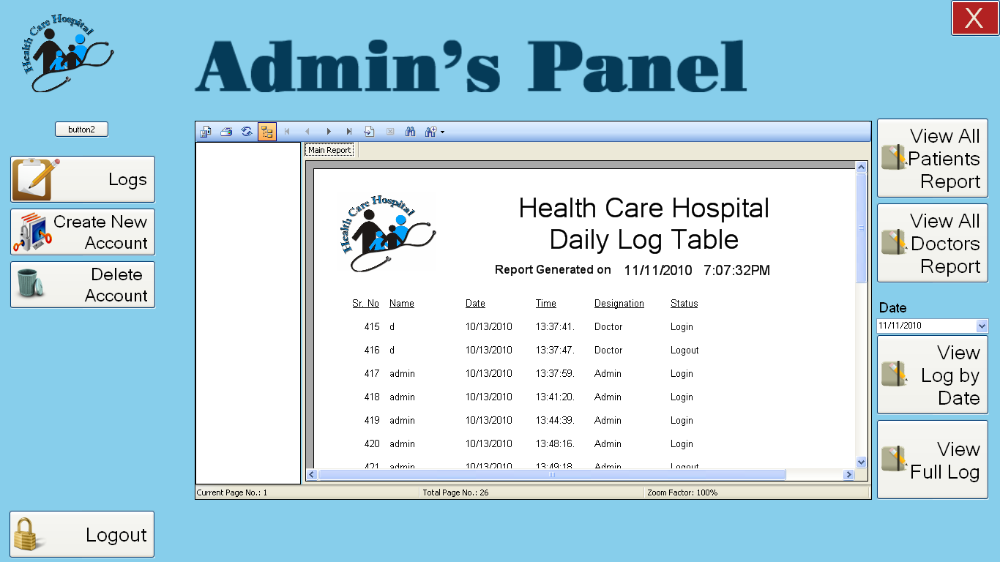 Health Care Hospital
Admin's Panel
X
button2
Logs
Create New
Account
Delete
Account
Logout
Main Report
Health Care Hospital
Health Care Hospital
Daily Log Table
Report Generated on 11/11/2010 7:07:32PM
Sr. No Name Date Time Designation Status
415 d 10/13/2010 13:37:41. Doctor Login
416 d 10/13/2010 13:37:47. Doctor Logout
417 admin 10/13/2010 13:37:59. Admin Login
418 admin 10/13/2010 13:41:20. Admin Login
419 admin 10/13/2010 13:44:39. Admin Login
420 admin 10/13/2010 13:48:16. Admin Login
421 admin 10/13/2010 13:49:18 Admin Logout
Current Page No.: 1 Total Page No.: 26 Zoom Factor: 100%
View All
Patients
Report
View All
Doctors
Report
Date
11/11/2010
View
Log by
Date
View
Full Log